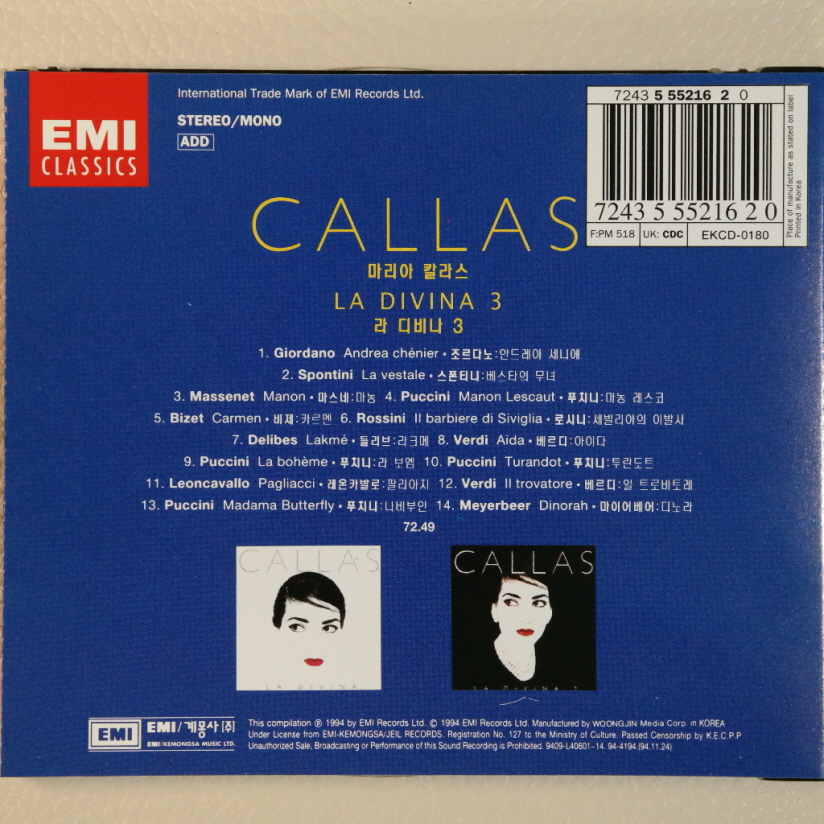 EMI
CLASSICS
International Trade Mark of EMI Records Ltd.
STEREO/MONO
ADD
7243 5 55216 2 0
7243 5 55216 2 0
F:PM 518
UK: CDC
EKCD-0180
Place of manufacture as stated on label
Printed in Korea
CALLAS
마리아 칼라스
LA DIVINA 3
라 디비나 3
1. Giordano Andrea chénier • 조르다노:안드레아 셰니에
2. Spontini La vestale • 스폰티니:베스타의 무녀
3. Massenet Manon • 마스네:마농 4. Puccini Manon Lescaut • 푸치니:마농 레스코
5. Bizet Carmen • 비제:카르멘 6. Rossini Il barbiere di Siviglia • 로시니:세빌리아의 이발사
7. Delibes Lakmé • 들리브:라크메 8. Verdi Aida • 베르디:아이다
9. Puccini La bohème • 푸치니:라 보엠 10. Puccini Turandot • 푸치니:투란도트
11. Leoncavallo Pagliacci • 레온카발로:팔리아치 12. Verdi Il trovatore • 베르디:일 트로바토레
13. Puccini Madama Butterfly • 푸치니:나비부인 14. Meyerbeer Dinorah • 마이어베어:디노라
72.49
CALLAS
LA DIVINA
CALLAS
LA DIVINA 2
EMI
EMI/계몽사(주)
EMI/KEMONGSA MUSIC LTD.
This compilation ℗ 1994 by EMI Records Ltd. © 1994 EMI Records Ltd. Manufactured by WOONGJIN Media Corp. in KOREA
Under License from EMI-KEMONGSA/JEIL RECORDS. Registration No. 127 to the Ministry of Culture. Passed Censorship by K.E.C.P.P
Unauthorized Sale, Broadcasting or Performance of this Sound Recording is Prohibited. 9409-L40601-14. 94-4194.(94.11.24)